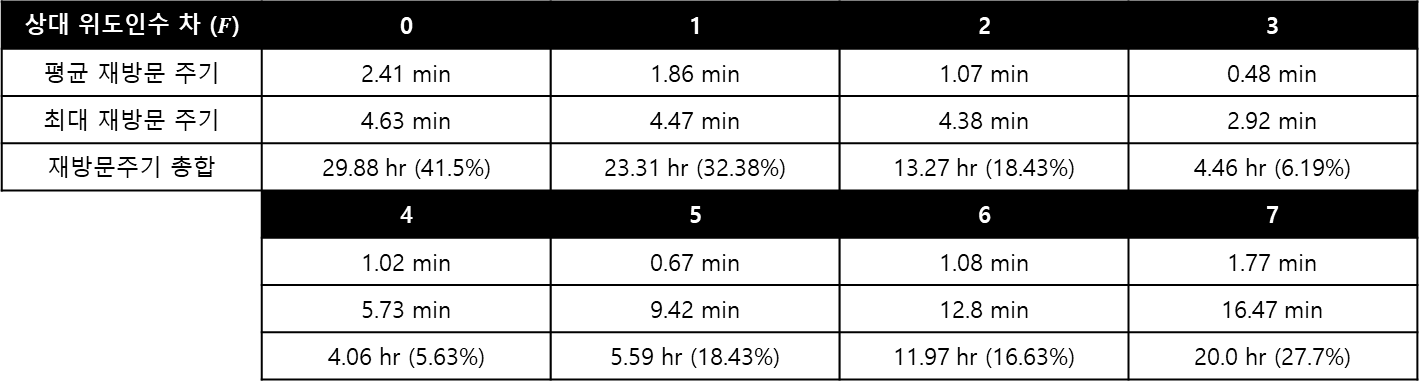 상대 위도인수 차 (F) 0 1 2 3
평균 재방문 주기 2.41 min 1.86 min 1.07 min 0.48 min
최대 재방문 주기 4.63 min 4.47 min 4.38 min 2.92 min
재방문주기 총합 29.88 hr (41.5%) 23.31 hr (32.38%) 13.27 hr (18.43%) 4.46 hr (6.19%)
4 5 6 7
1.02 min 0.67 min 1.08 min 1.77 min
5.73 min 9.42 min 12.8 min 16.47 min
4.06 hr (5.63%) 5.59 hr (18.43%) 11.97 hr (16.63%) 20.0 hr (27.7%)